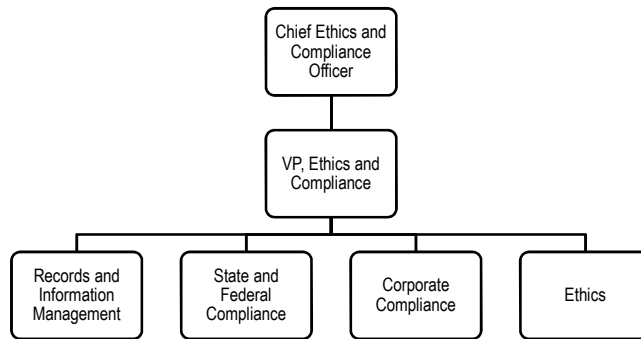 Chief Ethics and
Compliance
Officer
VP, Ethics and
Compliance
Records and
Information
Management
State and
Federal
Compliance
Corporate
Compliance
Ethics